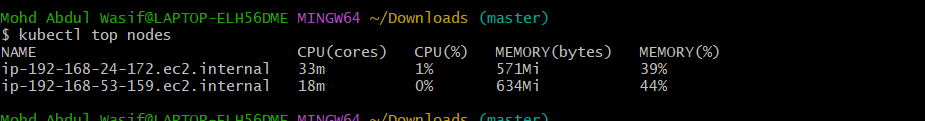 Mohd Abdul Wasif@LAPTOP-ELH56DME MINGW64 ~/Downloads (master)
$ kubectl top nodes
NAME CPU(cores) CPU(%) MEMORY(bytes) MEMORY(%)
ip-192-168-24-172.ec2.internal 33m 1% 571Mi 39%
ip-192-168-53-159.ec2.internal 18m 0% 634Mi 44%
Mohd Abdul Wasif@LAPTOP-ELH56DME MINGW64 ~/Downloads (master)